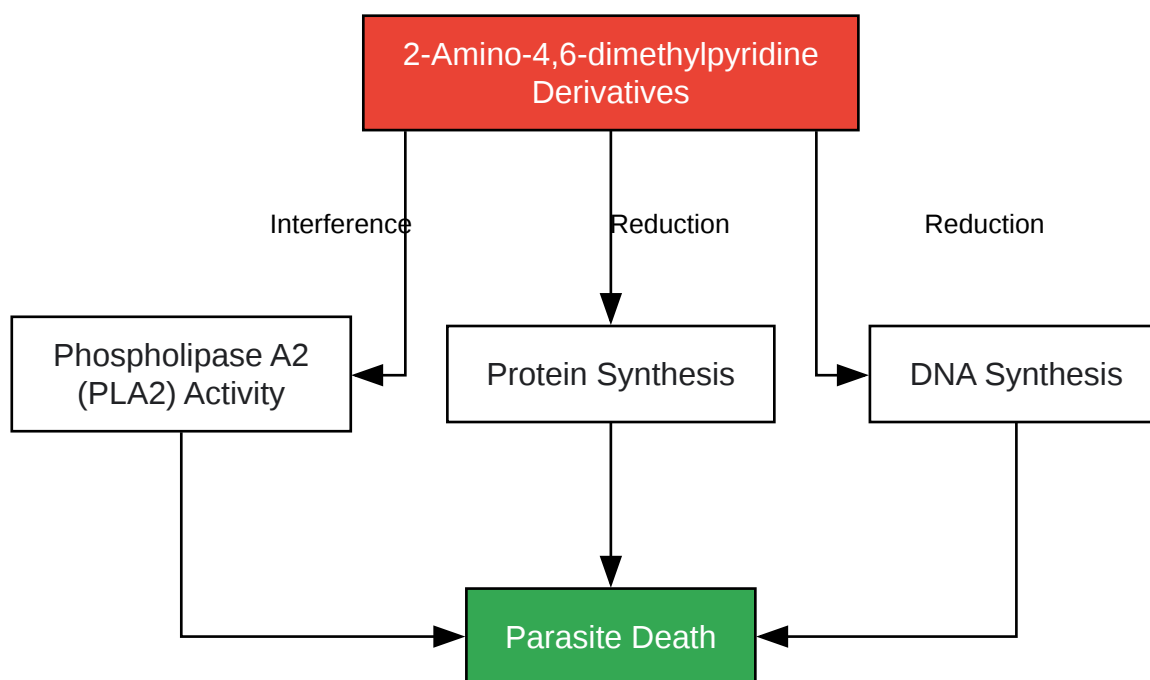 2-Amino-4,6-dimethylpyridine
Derivatives
Interference
Reduction
Reduction
Phospholipase A2
(PLA2) Activity
Protein Synthesis
DNA Synthesis
Parasite Death